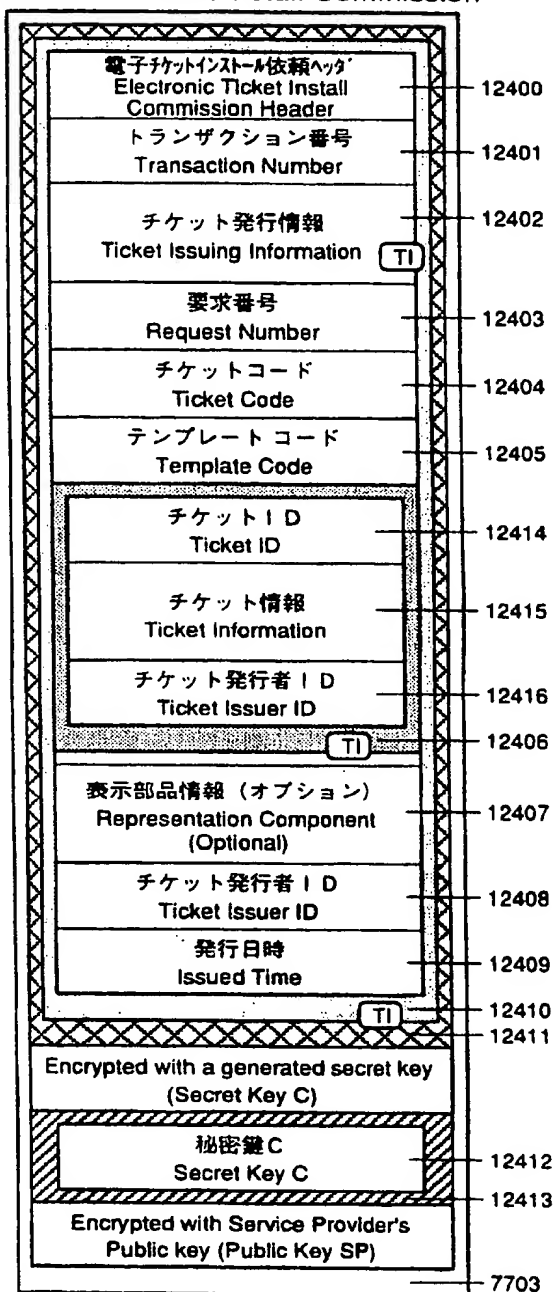 電子チケットインストール依頼ヘッダ
Electronic Ticket Install
Commission Header
12400
トランザクション番号
Transaction Number
12401
チケット発行情報
Ticket Issuing Information
TI
12402
要求番号
Request Number
12403
チケットコード
Ticket Code
12404
テンプレートコード
Template Code
12405
チケットID
Ticket ID
12414
チケット情報
Ticket Information
12415
チケット発行者ID
Ticket Issuer ID
12416
TI
12406
表示部品情報(オプション)
Representation Component
(Optional)
12407
チケット発行者ID
Ticket Issuer ID
12408
発行日時
Issued Time
12409
12410
TI
12411
Encrypted with a generated secret key
(Secret Key C)
秘密鍵C
Secret Key C
12412
12413
Encrypted with Service Provider's
Public key (Public Key SP)
7703